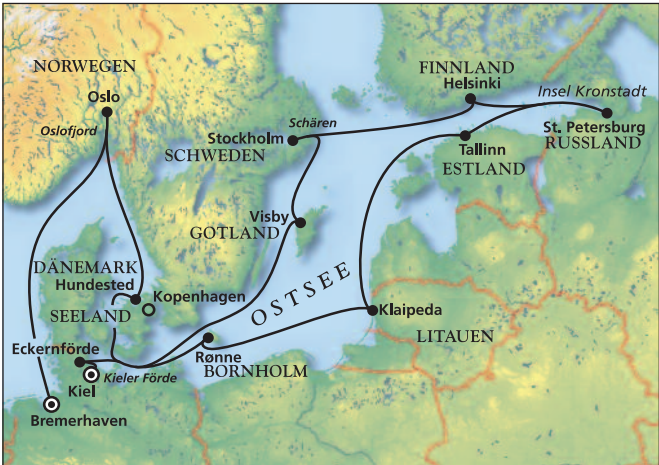 NORWEGEN
Oslo
Oslofjord
FINNLAND
Helsinki
Insel Kronstadt
Schären
Stockholm
SCHWEDEN
St. Petersburg
RUSSLAND
Tallinn
ESTLAND
Visby
GOTLAND
DÄNEMARK
Hundested
Kopenhagen
SEELAND
OSTSEE
Klaipeda
LITAUEN
Eckernförde
Rønne
BORNHOLM
Kieler Förde
Kiel
Bremerhaven